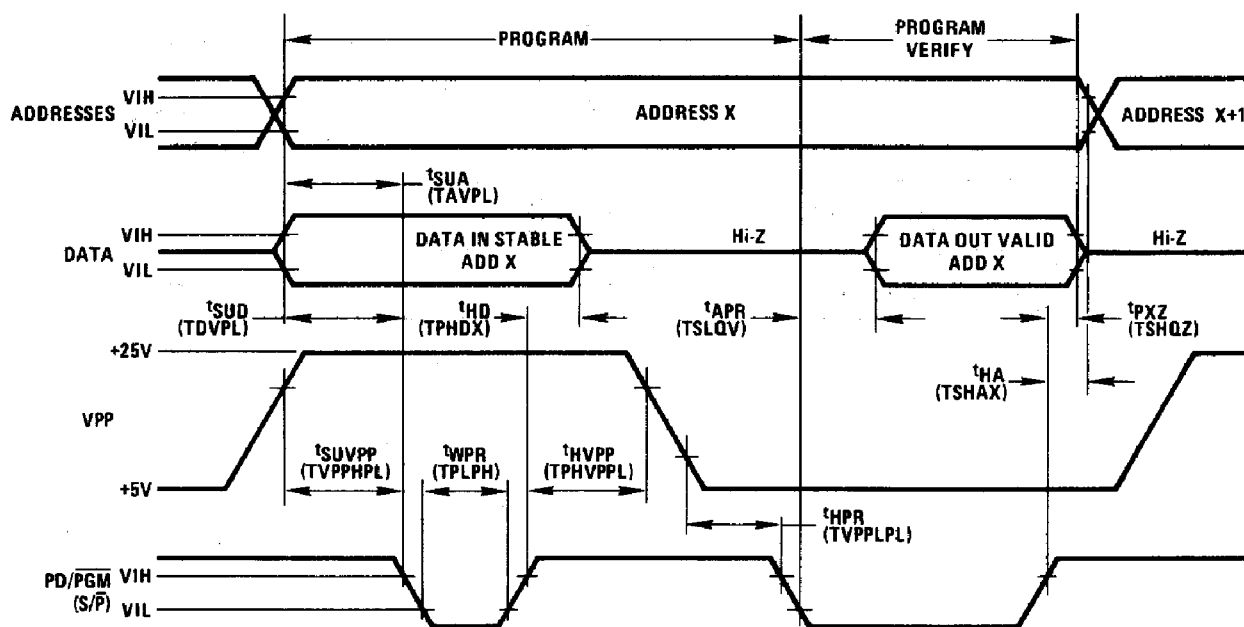 PROGRAM
PROGRAM
VERIFY
ADDRESSES
VIH
VIL
ADDRESS X
ADDRESS X+1
tSUA
(TAVPL)
DATA
VIH
VIL
DATA IN STABLE
ADD X
Hi-Z
DATA OUT VALID
ADD X
Hi-Z
tSUD
(TDVPL)
tHD
(TPHDX)
tAPR
(TSLQV)
tPXZ
(TSHQZ)
+25V
tHA
(TSHAX)
VPP
tSUVPP
(TVPPHPL)
tWPR
(TPLPH)
tHVPP
(TPHVPPL)
+5V
tHPR
(TVPPLPL)
PD/P̅G̅M̅
(S/P̅)
VIH
VIL